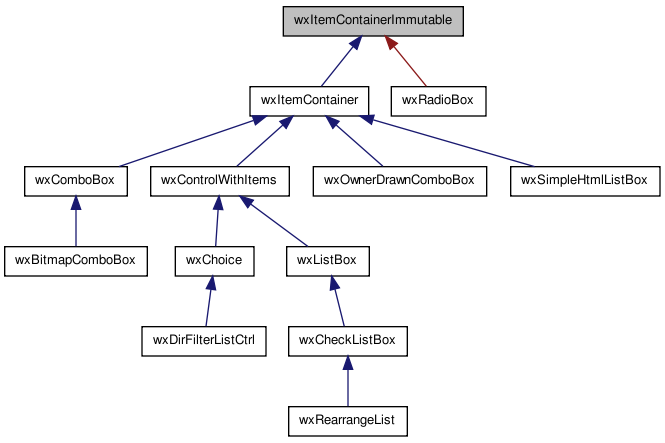 wxItemContainerImmutable
wxItemContainer
wxRadioBox
wxComboBox
wxControlWithItems
wxOwnerDrawnComboBox
wxSimpleHtmlListBox
wxBitmapComboBox
wxChoice
wxListBox
wxDirFilterListCtrl
wxCheckListBox
wxRearrangeList